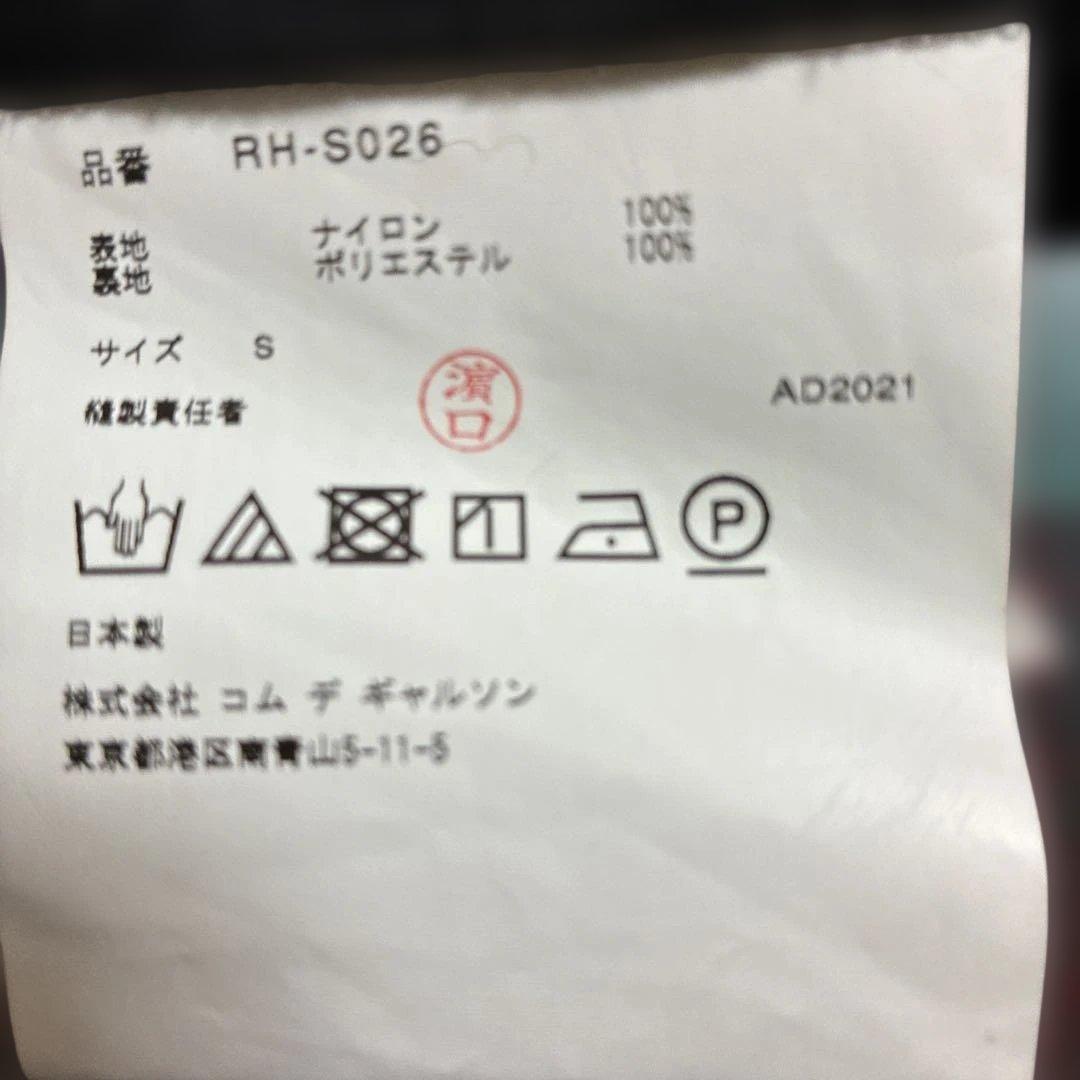 品番 RH-S026
表地 ナイロン 100%
裏地 ポリエステル 100%
サイズ S
縫製責任者 濱口 AD2021
日本製
株式会社 コム デ ギャルソン
東京都港区南青山5-11-5